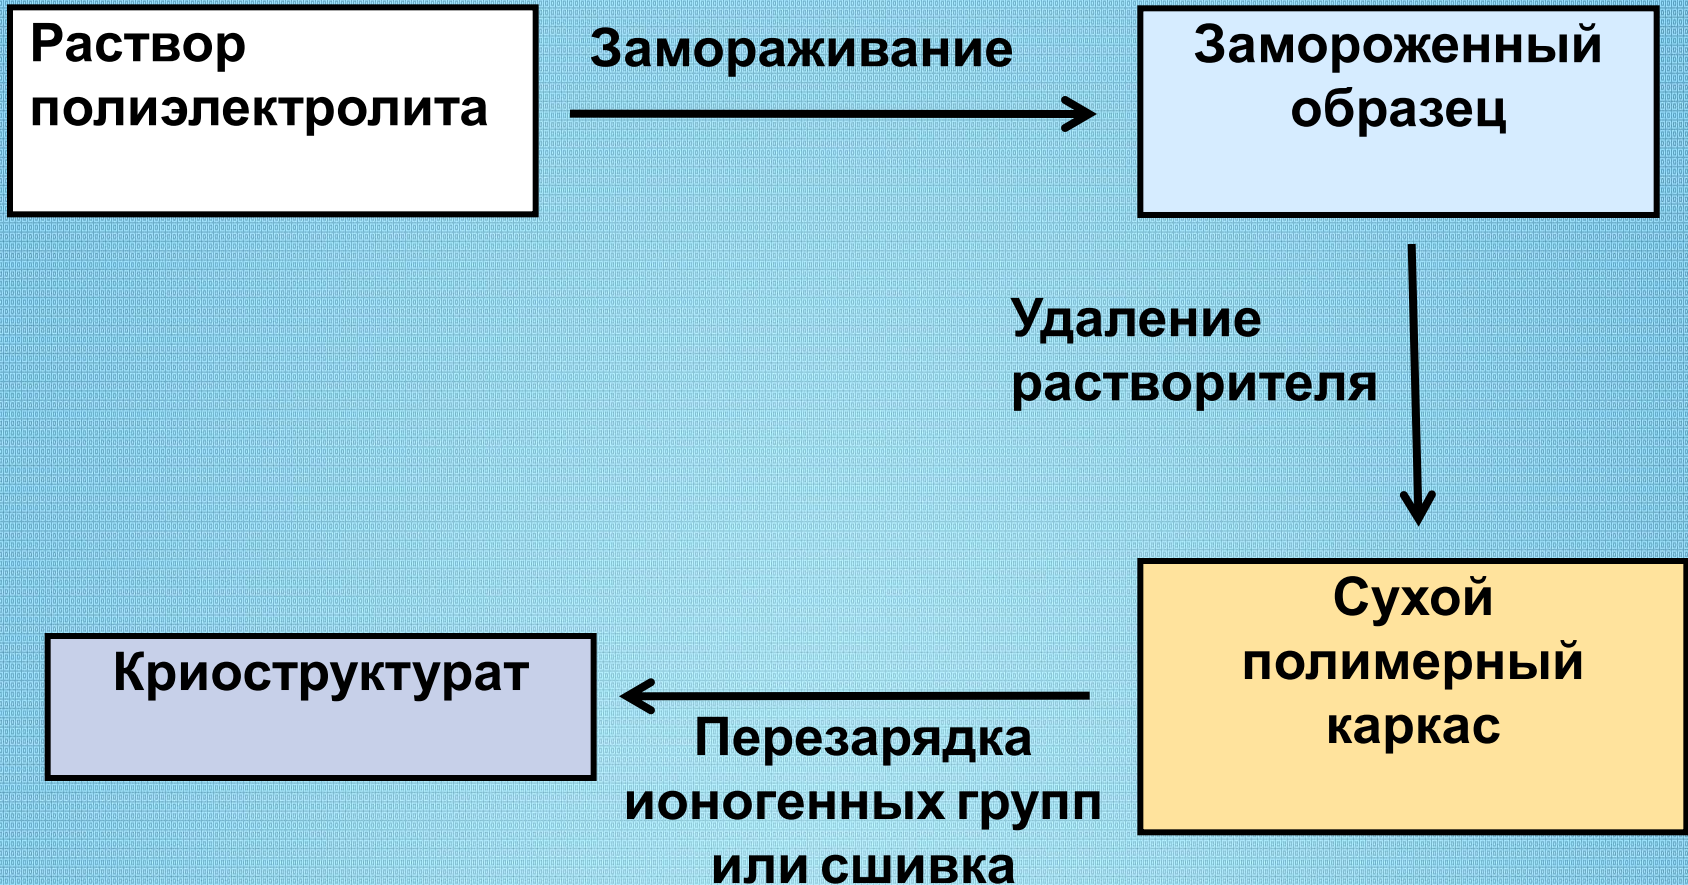 Раствор
полиэлектролита
Замораживание
Замороженный
образец
Удаление
растворителя
Сухой
полимерный
каркас
Перезарядка
ионогенных групп
или сшивка
Криоструктурат